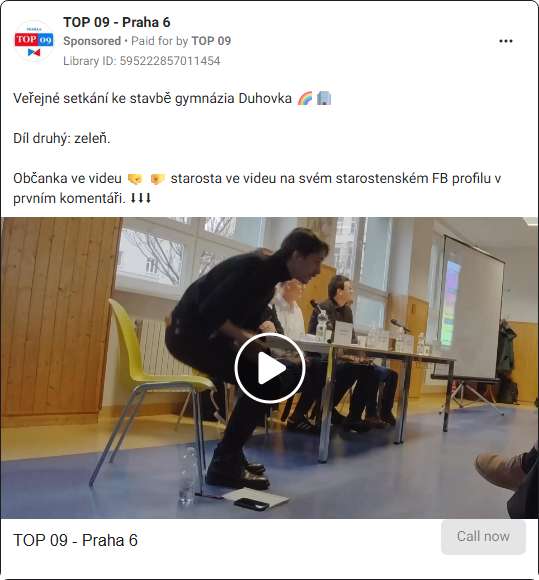 TOP 09 - Praha 6
Sponsored • Paid for by TOP 09
Library ID: 595222857011454
TOP 09
Veřejné setkání ke stavbě gymnázia Duhovka 🌈🏢
Díl druhý: zeleň.
Občanka ve videu 🤜 🤛 starosta ve videu na svém starostenském FB profilu v
prvním komentáři. ⬇⬇⬇
TOP 09 - Praha 6
Call now